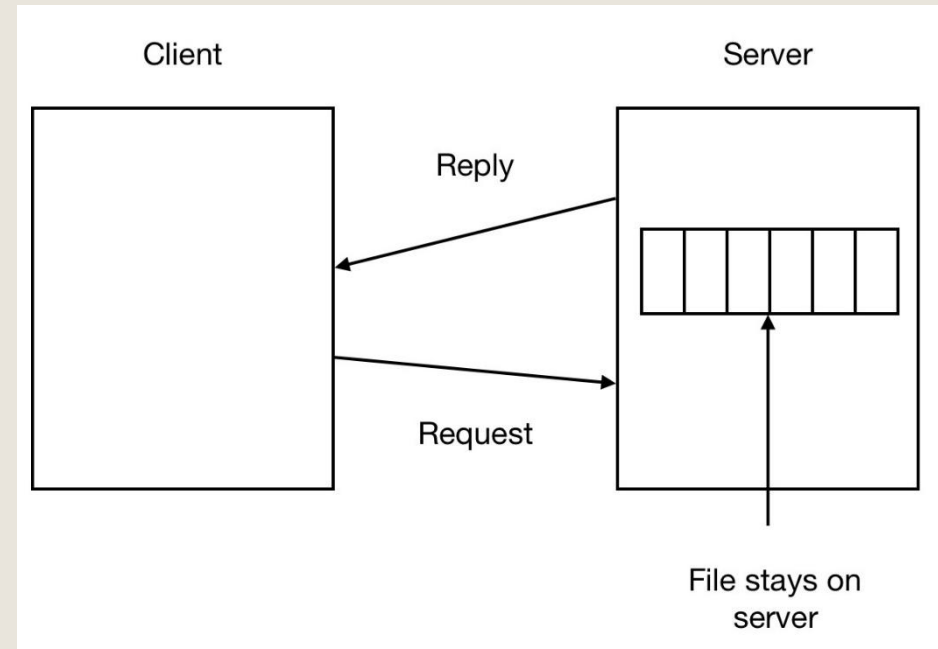 Client
Server
Reply
Request
File stays on
server